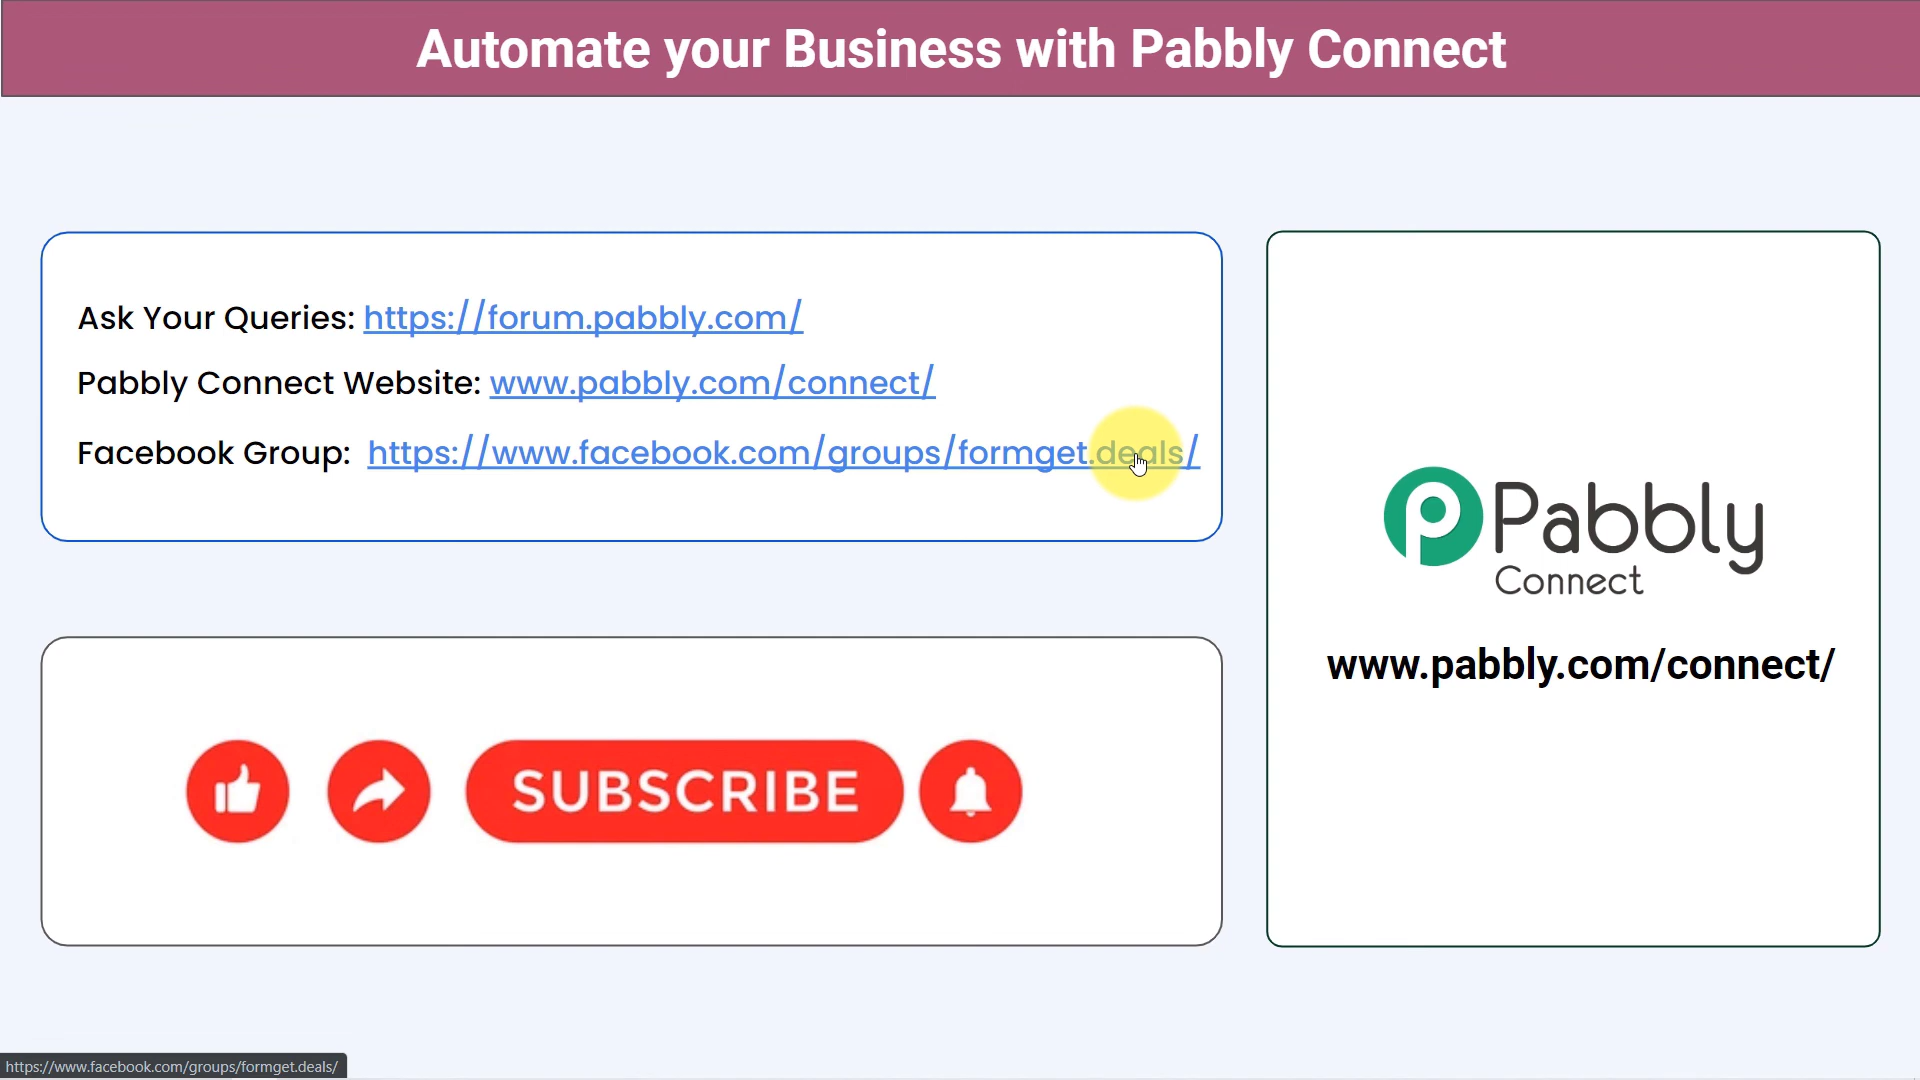 Automate your Business with Pabbly Connect
Ask Your Queries: https://forum.pabbly.com/
Pabbly Connect Website: www.pabbly.com/connect/
Facebook Group: https://www.facebook.com/groups/formget.deals/
Pabbly
Connect
www.pabbly.com/connect/
SUBSCRIBE
https://www.facebook.com/groups/formget.deals/